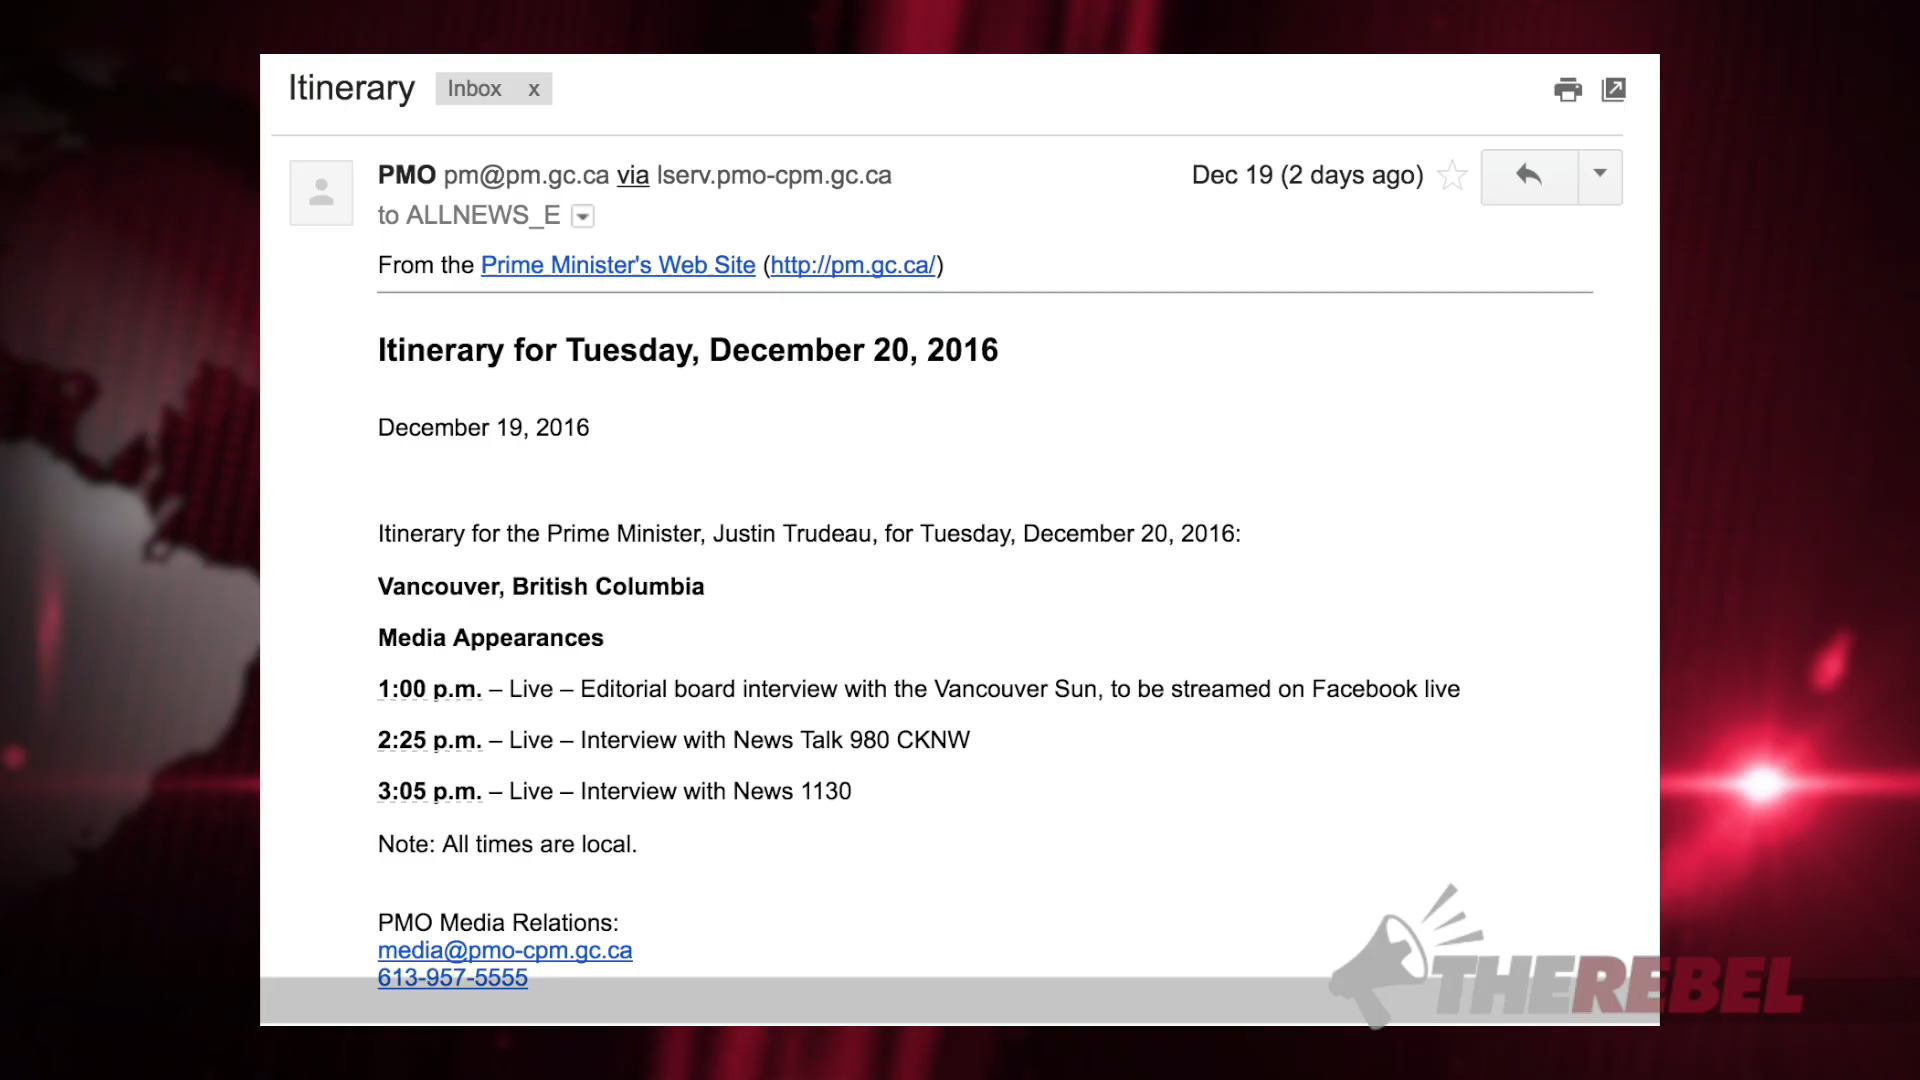 Itinerary Inbox x
PMO pm@pm.gc.ca via lserv.pmo-cpm.gc.ca Dec 19 (2 days ago)
to ALLNEWS_E
From the Prime Minister's Web Site (http://pm.gc.ca/)
Itinerary for Tuesday, December 20, 2016
December 19, 2016
Itinerary for the Prime Minister, Justin Trudeau, for Tuesday, December 20, 2016:
Vancouver, British Columbia
Media Appearances
1:00 p.m. – Live – Editorial board interview with the Vancouver Sun, to be streamed on Facebook live
2:25 p.m. – Live – Interview with News Talk 980 CKNW
3:05 p.m. – Live – Interview with News 1130
Note: All times are local.
PMO Media Relations:
media@pmo-cpm.gc.ca
613-957-5555
THEREBEL